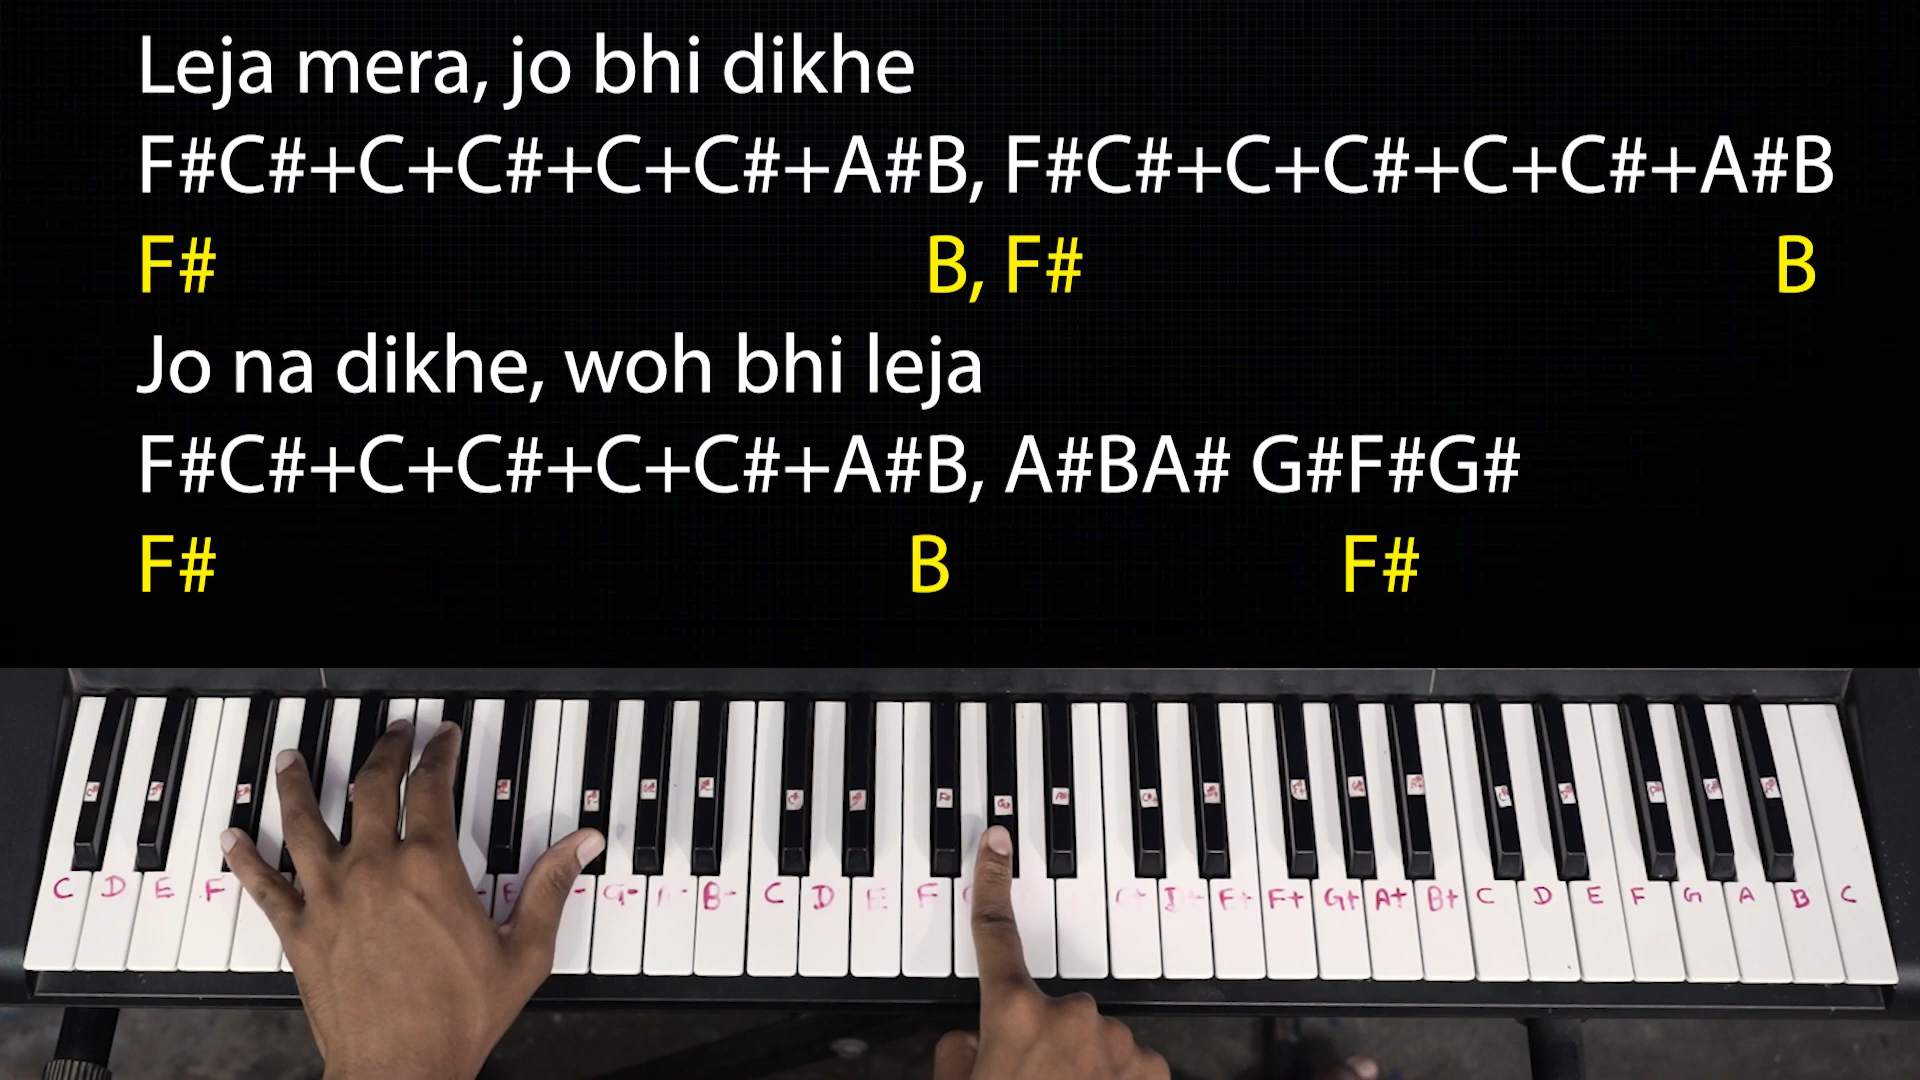 Leja mera, jo bhi dikhe
F#C#+C+C#+C+C#+A#B, F#C#+C+C#+C+C#+A#B
F# B, F# B
Jo na dikhe, woh bhi leja
F#C#+C+C#+C+C#+A#B, A#BA# G#F#G#
F# B F#
C D E F G- B- C D E F D+ F+ G+ A+ B+ C D E F G A B C